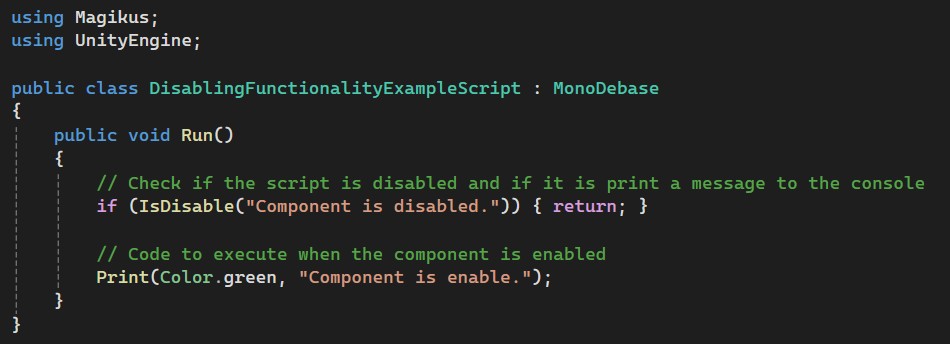 using Magikus;
using UnityEngine;

public class DisablingFunctionalityExampleScript : MonoDebase
{
    public void Run()
    {
        // Check if the script is disabled and if it is print a message to the console
        if (IsDisable("Component is disabled.")) { return; }

        // Code to execute when the component is enabled
        Print(Color.green, "Component is enable.");
    }
}